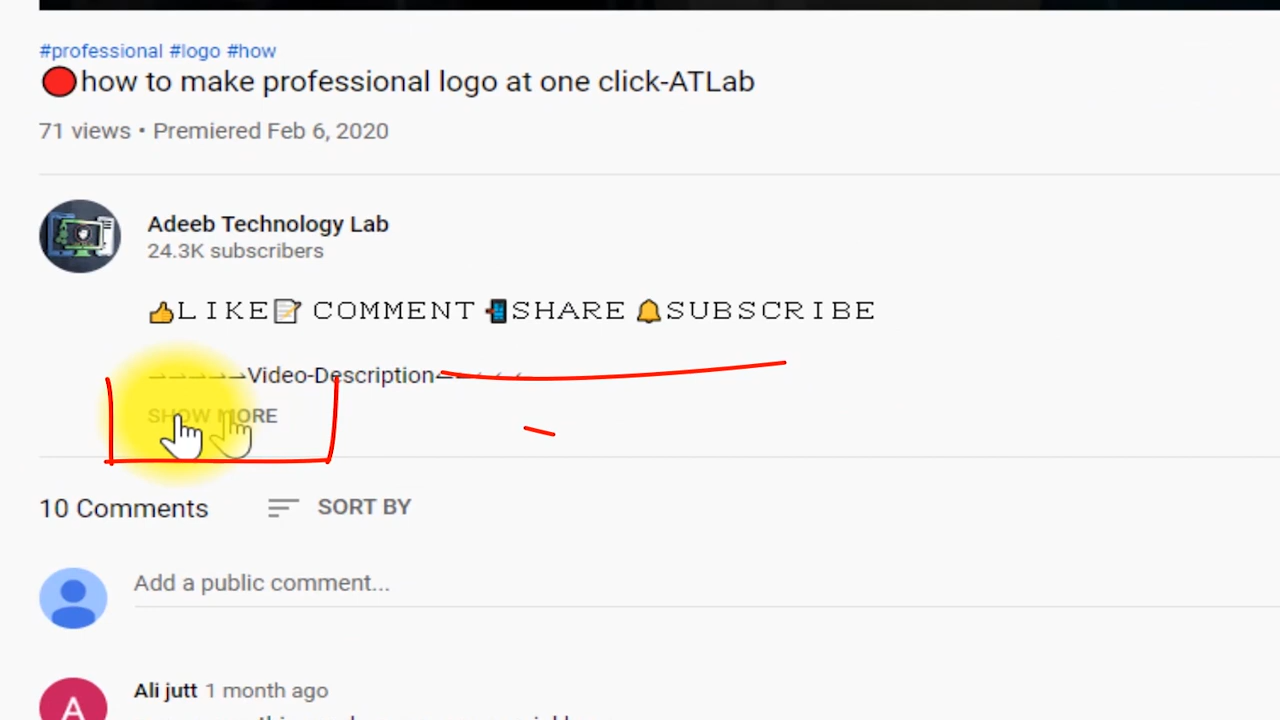 #professional #logo #how
🔴how to make professional logo at one click-ATLab
71 views • Premiered Feb 6, 2020
Adeeb Technology Lab
24.3K subscribers
👍LIKE📝 COMMENT 📲SHARE 🔔SUBSCRIBE
Video-Description
SHOW MORE
10 Comments
SORT BY
Add a public comment...
A
Ali jutt 1 month ago